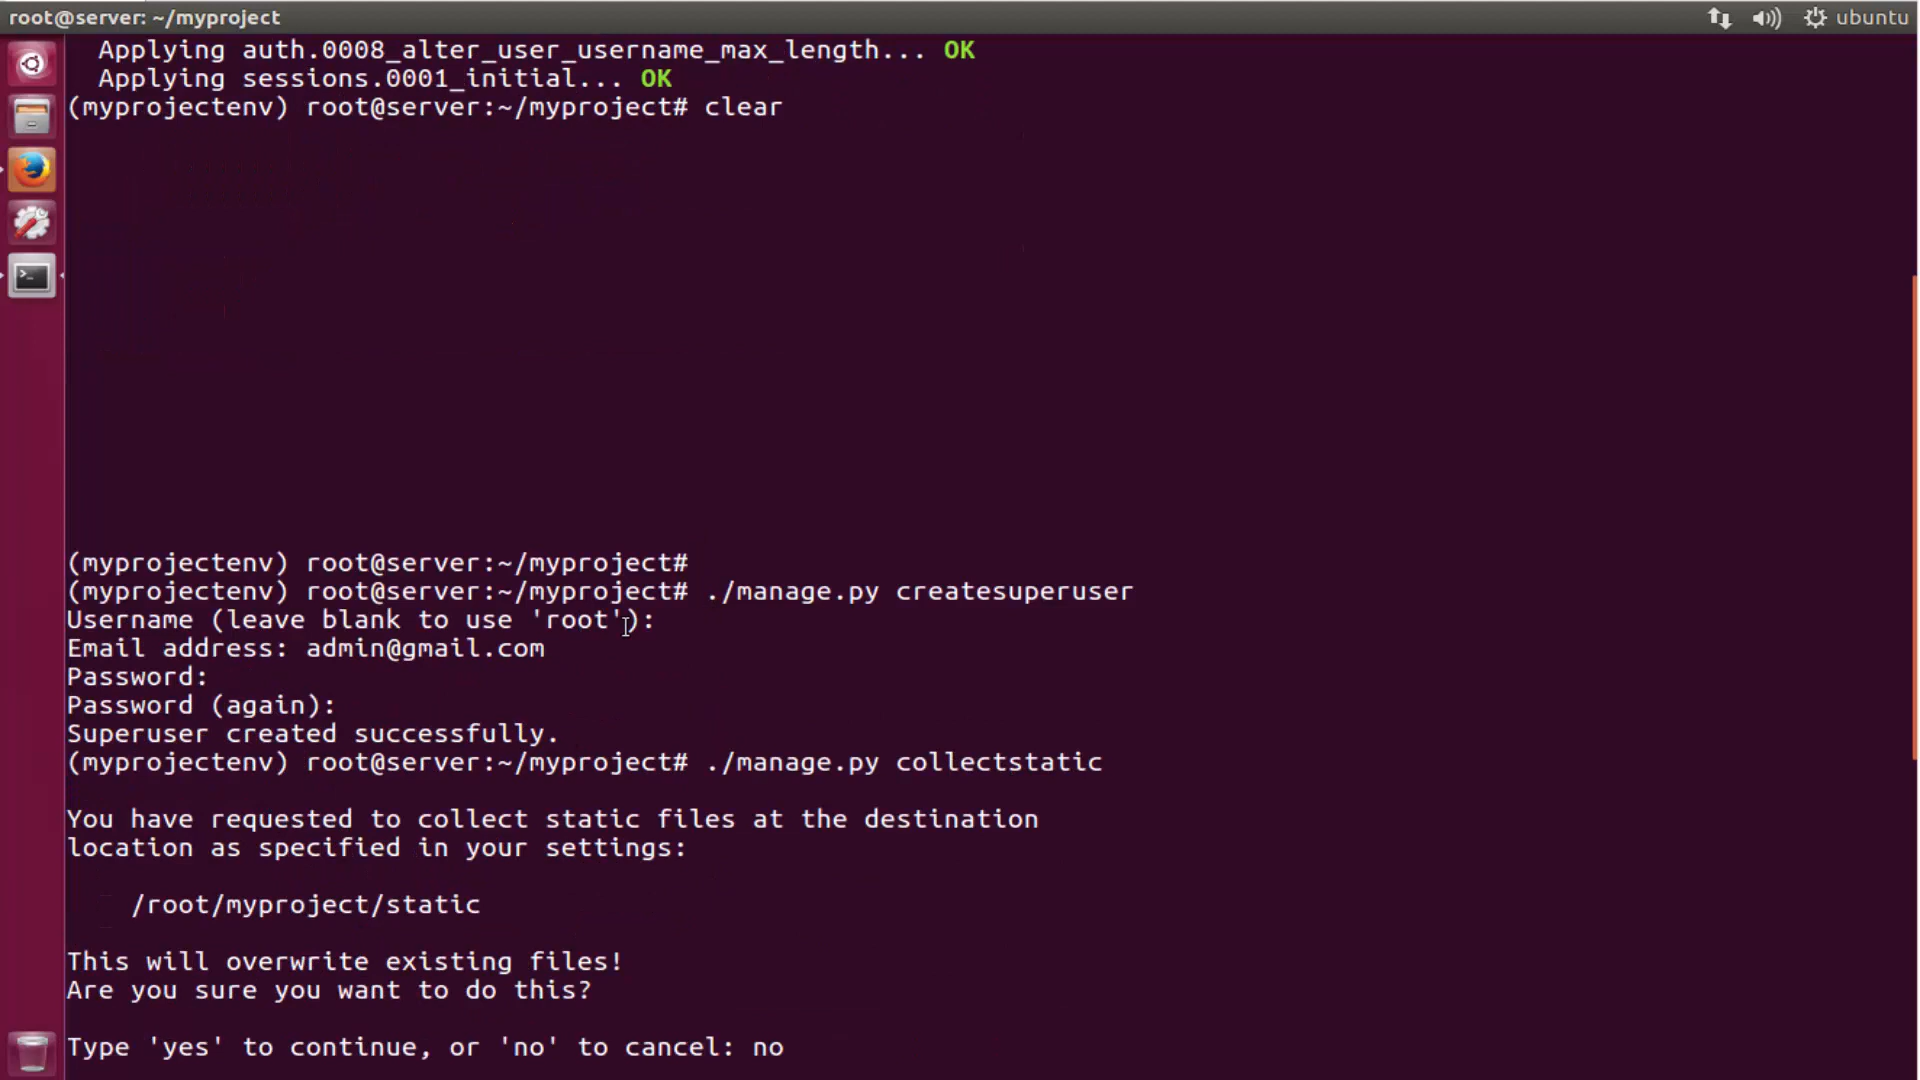 root@server: ~/myproject
ubuntu
Applying auth.0008_alter_user_username_max_length... OK
Applying sessions.0001_initial... OK
(myprojectenv) root@server:~/myproject# clear
(myprojectenv) root@server:~/myproject#
(myprojectenv) root@server:~/myproject# ./manage.py createsuperuser
Username (leave blank to use 'root'):
Email address: admin@gmail.com
Password:
Password (again):
Superuser created successfully.
(myprojectenv) root@server:~/myproject# ./manage.py collectstatic
You have requested to collect static files at the destination
location as specified in your settings:
/root/myproject/static
This will overwrite existing files!
Are you sure you want to do this?
Type 'yes' to continue, or 'no' to cancel: no